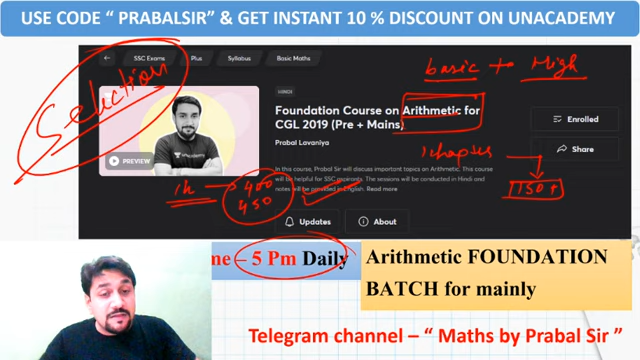 USE CODE “ PRABALSIR” & GET INSTANT 10 % DISCOUNT ON UNACADEMY
SSC Exams Plus Syllabus Basic Maths
Selection
basic to High
HINDI
Foundation Course on Arithmetic for
CGL 2019 (Pre + Mains)
Prabal Lavaniya
Enrolled
Share
PREVIEW
1 chapter
150+
In this course, Prabal Sir will discuss important topics on Arithmetic. This
course will be helpful for SSC aspirants. The sessions will be conducted in Hindi and
notes will be provided in English. Read more
1h
400
450
Updates About
me – 5 Pm Daily
Arithmetic FOUNDATION
BATCH for mainly
Telegram channel – “ Maths by Prabal Sir ”